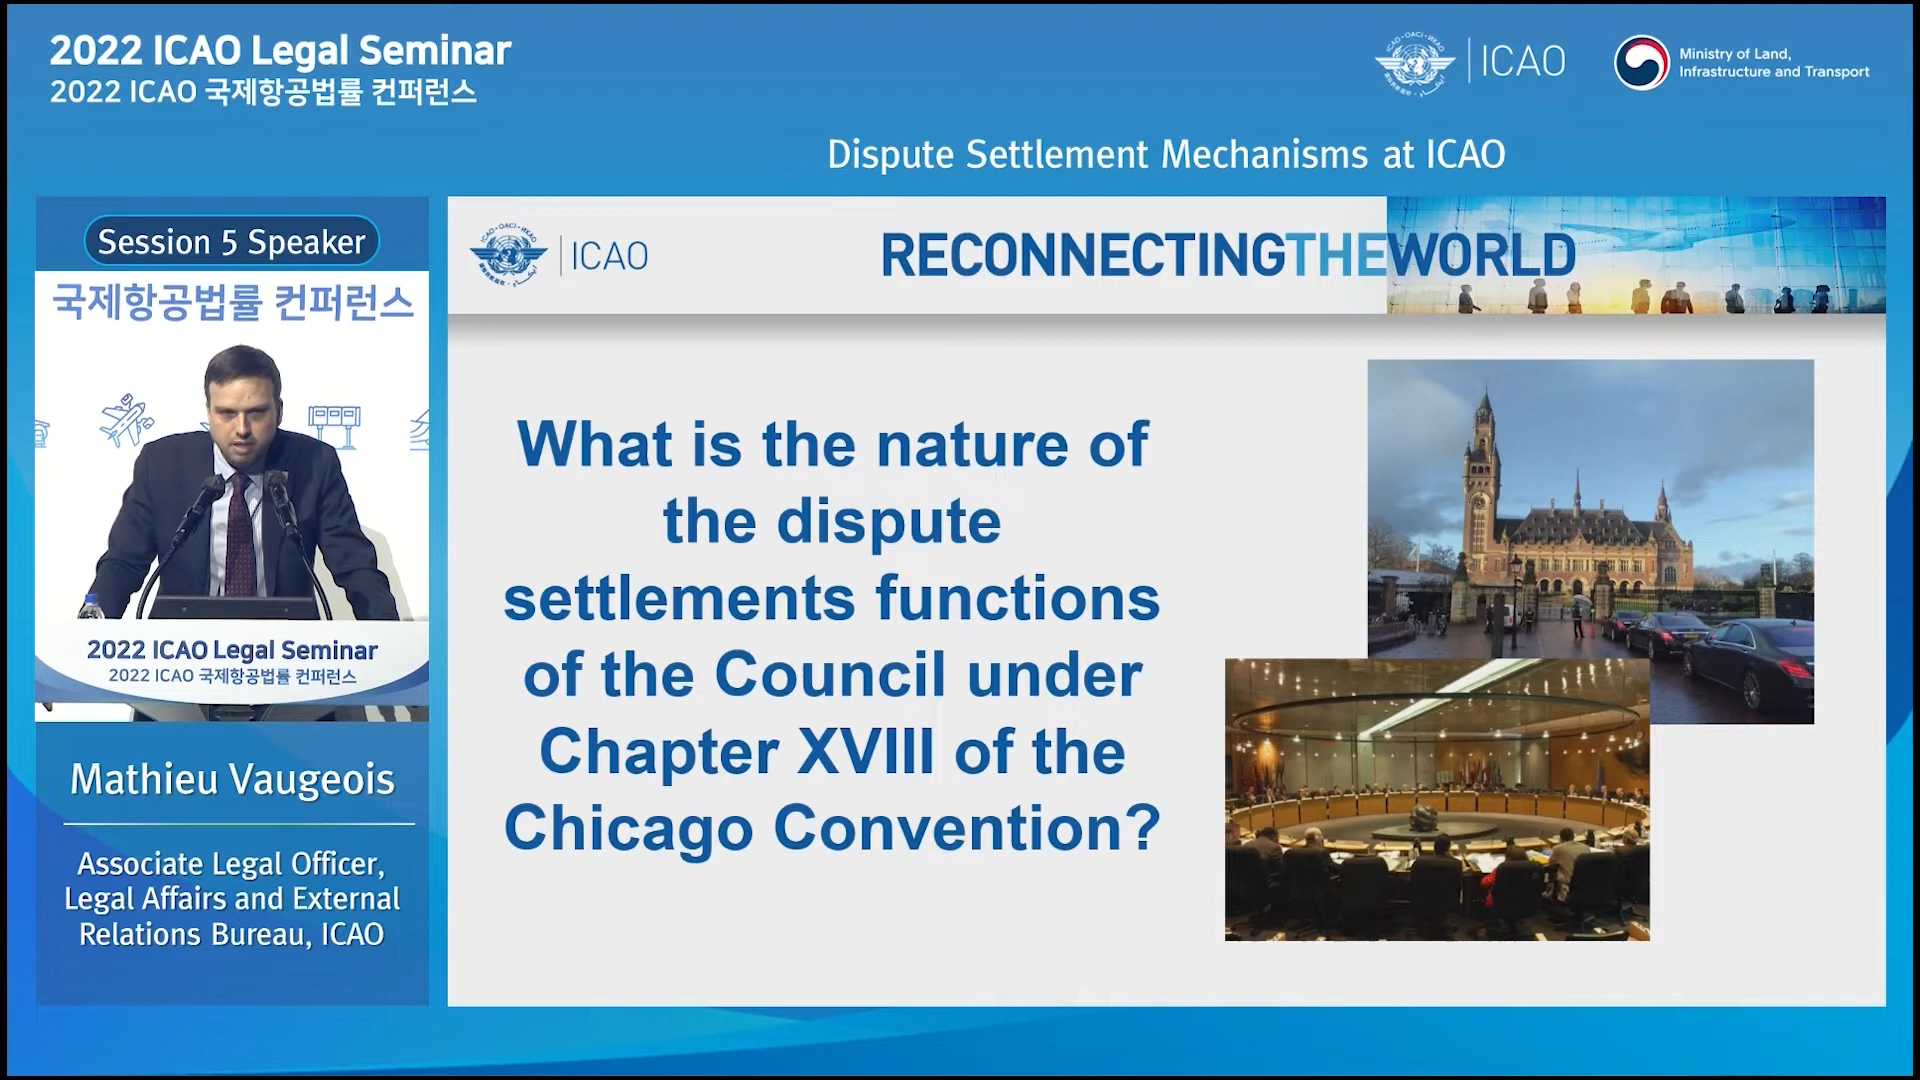 2022 ICAO Legal Seminar
2022 ICAO 국제항공법률 컨퍼런스
ICAO
Ministry of Land,
Infrastructure and Transport
Dispute Settlement Mechanisms at ICAO
Session 5 Speaker
국제항공법률 컨퍼런스
2022 ICAO Legal Seminar
2022 ICAO 국제항공법률 컨퍼런스
Mathieu Vaugeois
Associate Legal Officer,
Legal Affairs and External
Relations Bureau, ICAO
ICAO
RECONNECTINGTHEWORLD
What is the nature of
the dispute
settlements functions
of the Council under
Chapter XVIII of the
Chicago Convention?